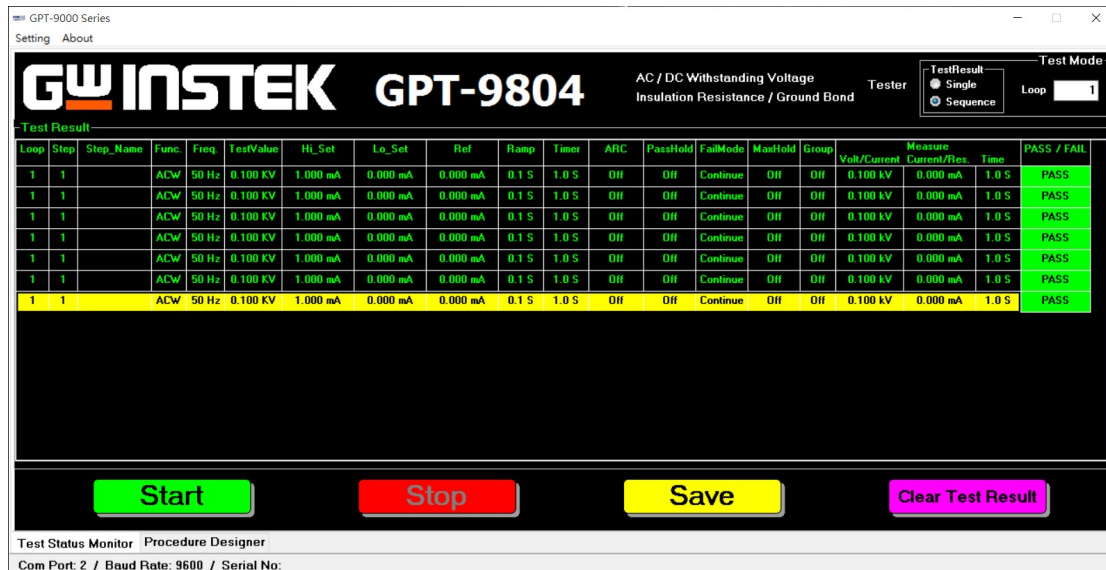 GPT-9000 Series
Setting About
GW INSTEK GPT-9804
AC / DC Withstanding Voltage
Insulation Resistance / Ground Bond
Tester
TestResult
Single
Sequence
Test Mode
Loop 1
Test Result
Loop Step Step_Name Func. Freq. TestValue Hi_Set Lo_Set Ref Ramp Timer ARC PassHold FailMode MaxHold Group Measure PASS / FAIL
Volt/Current Current/Res. Time
1 1 ACW 50 Hz 0.100 KV 1.000 mA 0.000 mA 0.000 mA 0.1 S 1.0 S Off Off Continue Off Off 0.100 kV 0.000 mA 1.0 S PASS
1 1 ACW 50 Hz 0.100 KV 1.000 mA 0.000 mA 0.000 mA 0.1 S 1.0 S Off Off Continue Off Off 0.100 kV 0.000 mA 1.0 S PASS
1 1 ACW 50 Hz 0.100 KV 1.000 mA 0.000 mA 0.000 mA 0.1 S 1.0 S Off Off Continue Off Off 0.100 kV 0.000 mA 1.0 S PASS
1 1 ACW 50 Hz 0.100 KV 1.000 mA 0.000 mA 0.000 mA 0.1 S 1.0 S Off Off Continue Off Off 0.100 kV 0.000 mA 1.0 S PASS
1 1 ACW 50 Hz 0.100 KV 1.000 mA 0.000 mA 0.000 mA 0.1 S 1.0 S Off Off Continue Off Off 0.100 kV 0.000 mA 1.0 S PASS
1 1 ACW 50 Hz 0.100 KV 1.000 mA 0.000 mA 0.000 mA 0.1 S 1.0 S Off Off Continue Off Off 0.100 kV 0.000 mA 1.0 S PASS
1 1 ACW 50 Hz 0.100 KV 1.000 mA 0.000 mA 0.000 mA 0.1 S 1.0 S Off Off Continue Off Off 0.100 kV 0.000 mA 1.0 S PASS
Start Stop Save Clear Test Result
Test Status Monitor Procedure Designer
Com Port: 2 / Baud Rate: 9600 / Serial No: